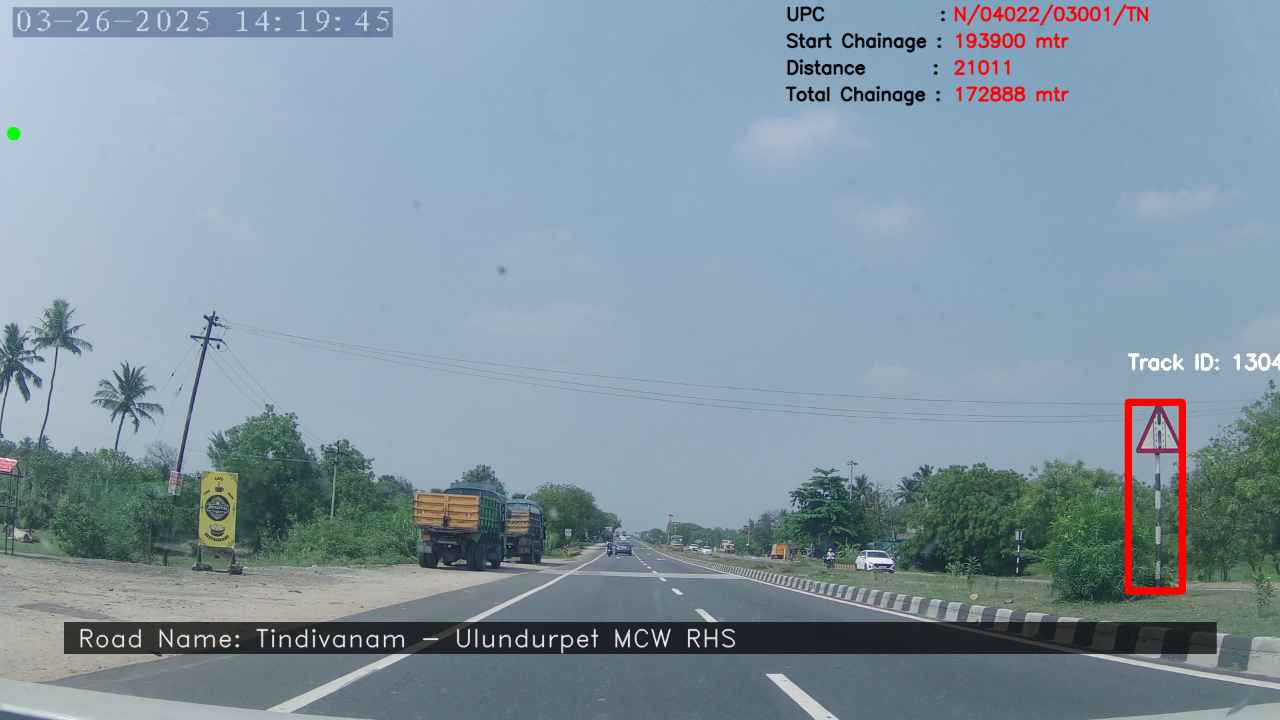 03-26-2025 14:19:45
UPC : N/04022/03001/TN
Start Chainage : 193900 mtr
Distance : 21011
Total Chainage : 172888 mtr
Track ID: 1304
Road Name: Tindivanam - Ulundurpet MCW RHS